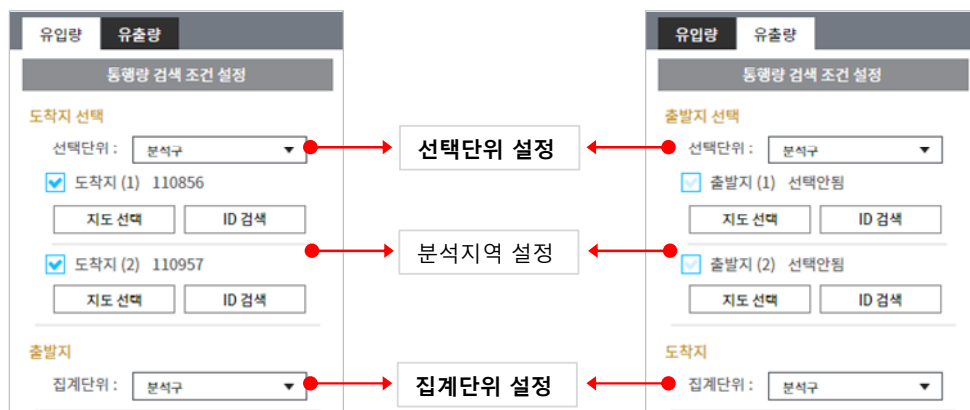 유입량 유출량
통행량 검색 조건 설정
도착지 선택
선택단위 : 분석구
도착지 (1) 110856
지도 선택 ID 검색
도착지 (2) 110957
지도 선택 ID 검색
출발지
집계단위 : 분석구
선택단위 설정
분석지역 설정
집계단위 설정
유입량 유출량
통행량 검색 조건 설정
출발지 선택
선택단위 : 분석구
출발지 (1) 선택안됨
지도 선택 ID 검색
출발지 (2) 선택안됨
지도 선택 ID 검색
도착지
집계단위 : 분석구